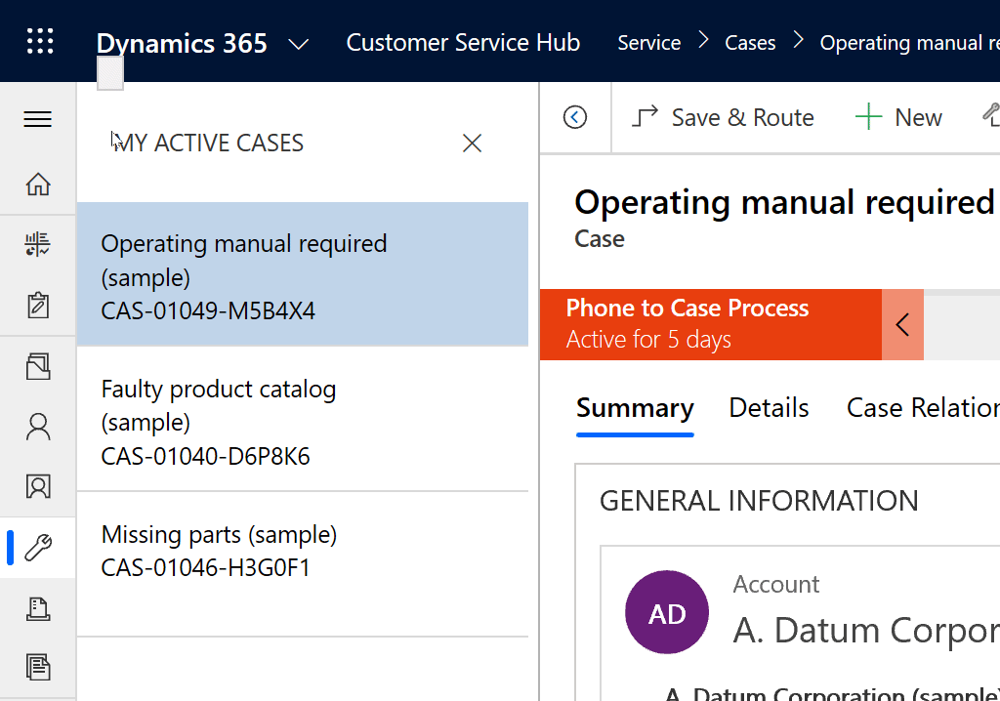 Dynamics 365
Customer Service Hub
Service
Cases
Operating manual
MY ACTIVE CASES
Operating manual required
(sample)
CAS-01049-M5B4X4
Faulty product catalog
(sample)
CAS-01040-D6P8K6
Missing parts (sample)
CAS-01046-H3G0F1
Save & Route
New
Operating manual required
Case
Phone to Case Process
Active for 5 days
Summary
Details
Case
GENERAL INFORMATION
AD
Account
A. Datum
A. Datum Corporation (sample)